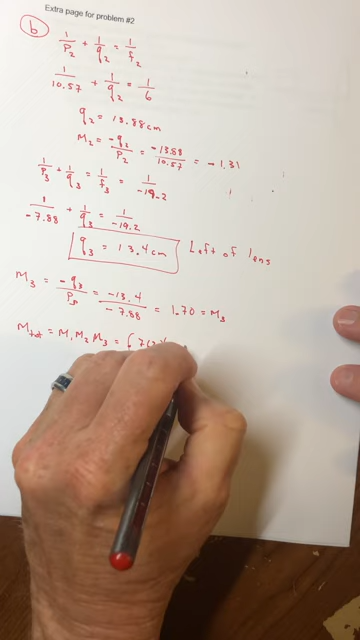 Extra page for problem #2
b
1/P₂ + 1/q₂ = 1/f₂
1/10.57 + 1/q₂ = 1/6
q₂ = 13.88 cm
M₂ = -q₂/P₂ = -13.88/10.57 = -1.31
1/P₃ + 1/q₃ = 1/f₃ = 1/-19.2
1/-7.88 + 1/q₃ = 1/-19.2
q₃ = 13.4 cm Left of lens
M₃ = -q₃/P₃ = -13.4/-7.88 = 1.70 = M₃
Mtot = M₁ M₂ M₃ = (